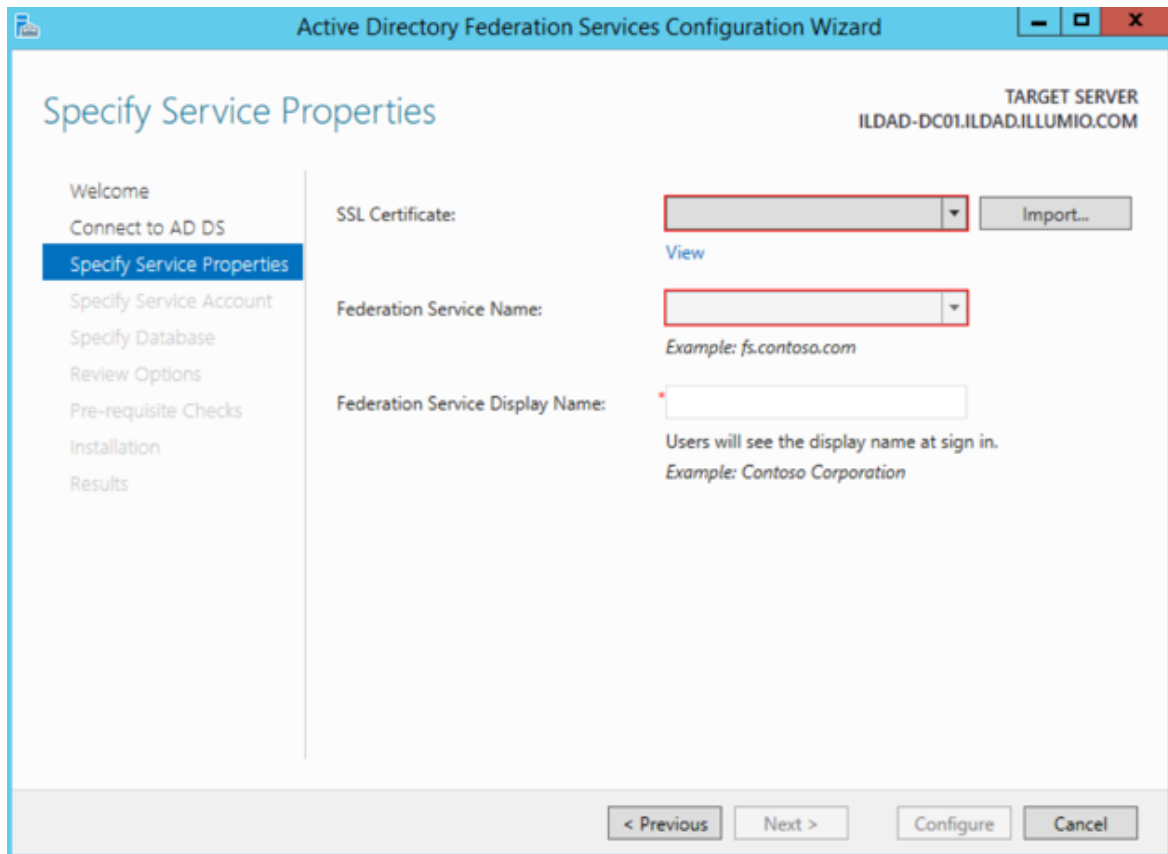 Active Directory Federation Services Configuration Wizard
Specify Service Properties
TARGET SERVER
ILDAD-DC01.ILDAD.ILLUMIO.COM
Welcome
Connect to AD DS
Specify Service Properties
Specify Service Account
Specify Database
Review Options
Pre-requisite Checks
Installation
Results
SSL Certificate:
Import...
View
Federation Service Name:
Example: fs.contoso.com
Federation Service Display Name:
*
Users will see the display name at sign in.
Example: Contoso Corporation
< Previous
Next >
Configure
Cancel